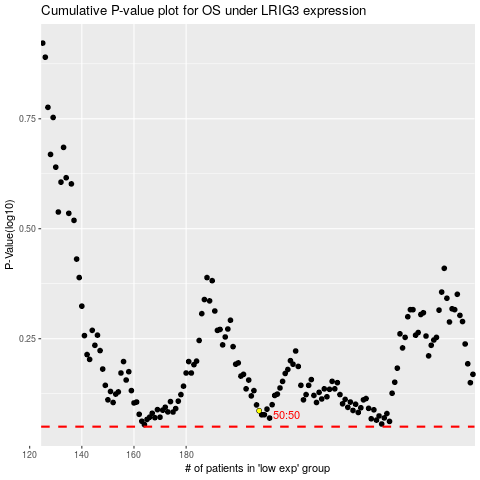 Cumulative P-value plot for OS under LRIG3 expression
P-Value(log10)
0.75
0.50
0.25
50:50
120 130 140 160 180
# of patients in 'low exp' group